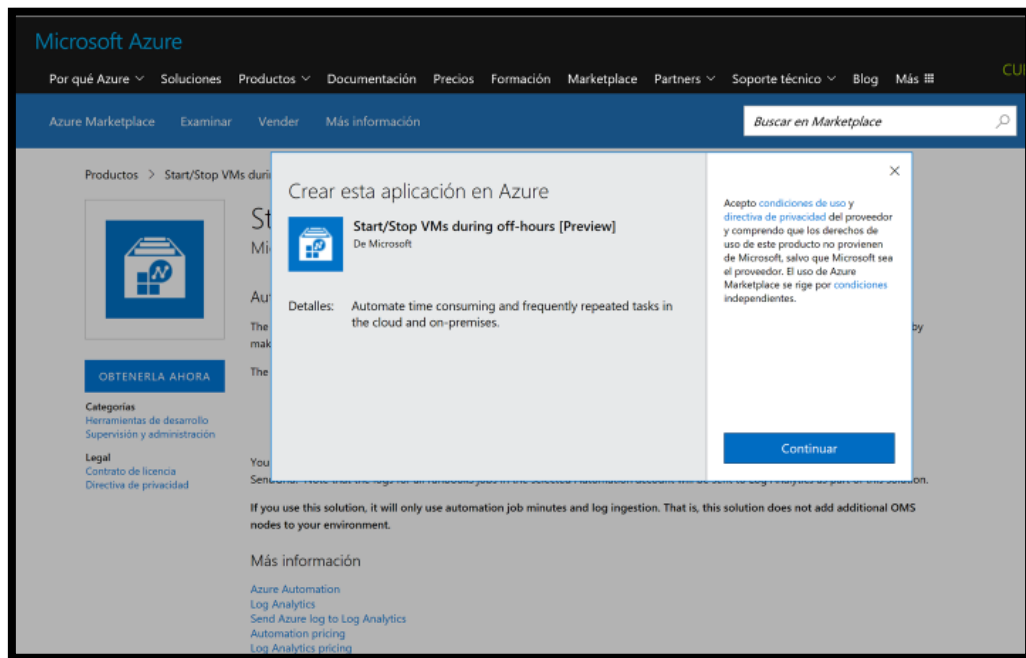 Microsoft Azure
CUI
Por qué Azure Soluciones Productos Documentación Precios Formación Marketplace Partners Soporte técnico Blog Más
Azure Marketplace Examinar Vender Más información Buscar en Marketplace
Productos > Start/Stop VMs duri
St
Mi
Au
The
mak
by
The
OBTENERLA AHORA
Categorías
Herramientas de desarrollo
Supervisión y administración
Legal
Contrato de licencia
Directiva de privacidad
You
Crear esta aplicación en Azure
Start/Stop VMs during off-hours [Preview]
De Microsoft
Detalles: Automate time consuming and frequently repeated tasks in
the cloud and on-premises.
Acepto condiciones de uso y
directiva de privacidad del proveedor
y comprendo que los derechos de
uso de este producto no provienen
de Microsoft, salvo que Microsoft sea
el proveedor. El uso de Azure
Marketplace se rige por condiciones
independientes.
Continuar
If you use this solution, it will only use automation job minutes and log ingestion. That is, this solution does not add additional OMS
nodes to your environment.
Más información
Azure Automation
Log Analytics
Send Azure log to Log Analytics
Automation pricing
Log Analytics pricing